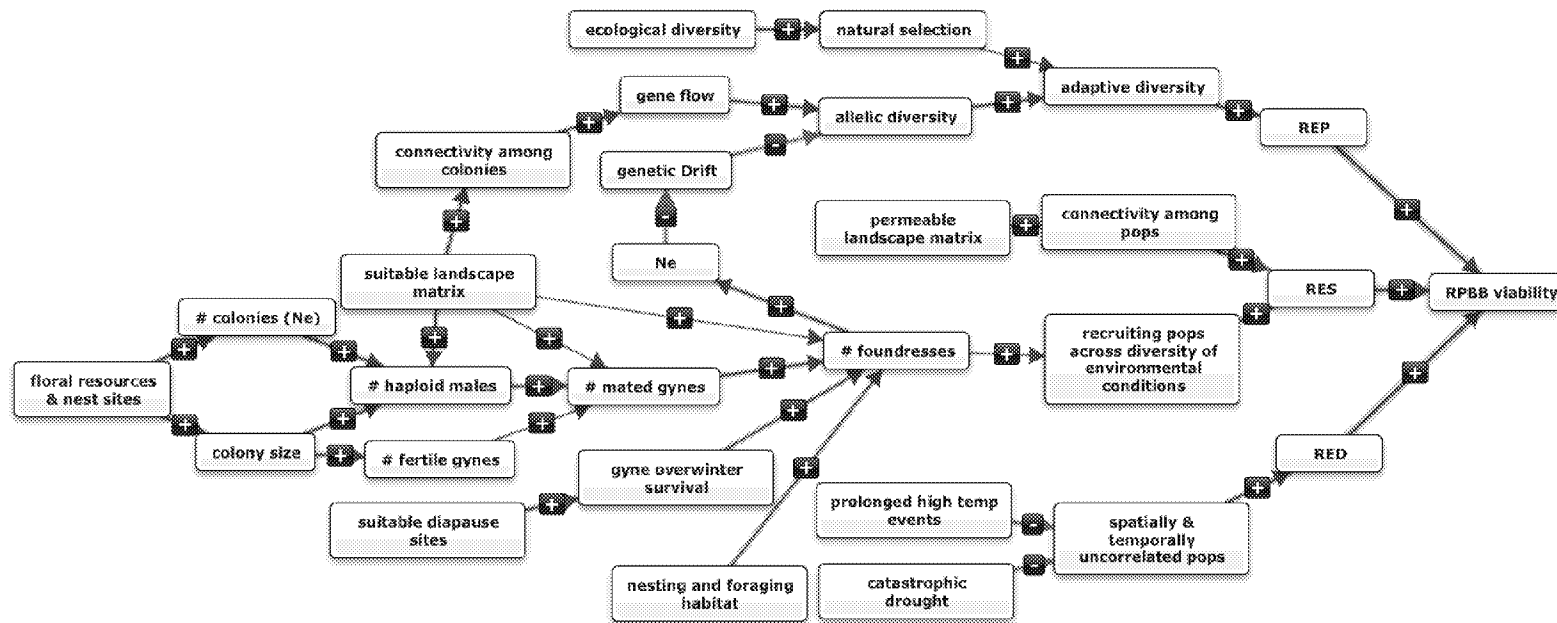 ecological diversity
+
natural selection
+
adaptive diversity
+
REP
+
gene flow
+
allelic diversity
+
+
connectivity among
colonies
genetic Drift
-
-
+
Ne
+
permeable
landscape matrix
+
connectivity among
pops
+
RES
+
RPBB viability
suitable landscape
matrix
+
+
+
# colonies (Ne)
+
+
floral resources
& nest sites
+
# haploid males
+
# mated gynes
+
# foundresses
+
recruiting pops
across diversity of
environmental
conditions
+
colony size
+
+
# fertile gynes
+
gyne overwinter
survival
+
suitable diapause
sites
+
nesting and foraging
habitat
+
prolonged high temp
events
-
catastrophic
drought
-
spatially &
temporally
uncorrelated pops
+
RED
+